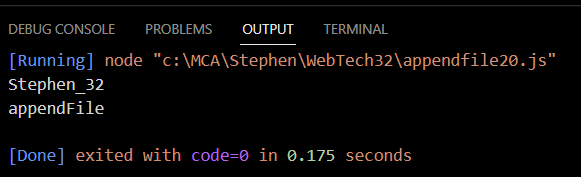 DEBUG CONSOLE PROBLEMS OUTPUT TERMINAL
[Running] node "c:\MCA\Stephen\WebTech32\appendfile20.js"
Stephen_32
appendFile
[Done] exited with code=0 in 0.175 seconds